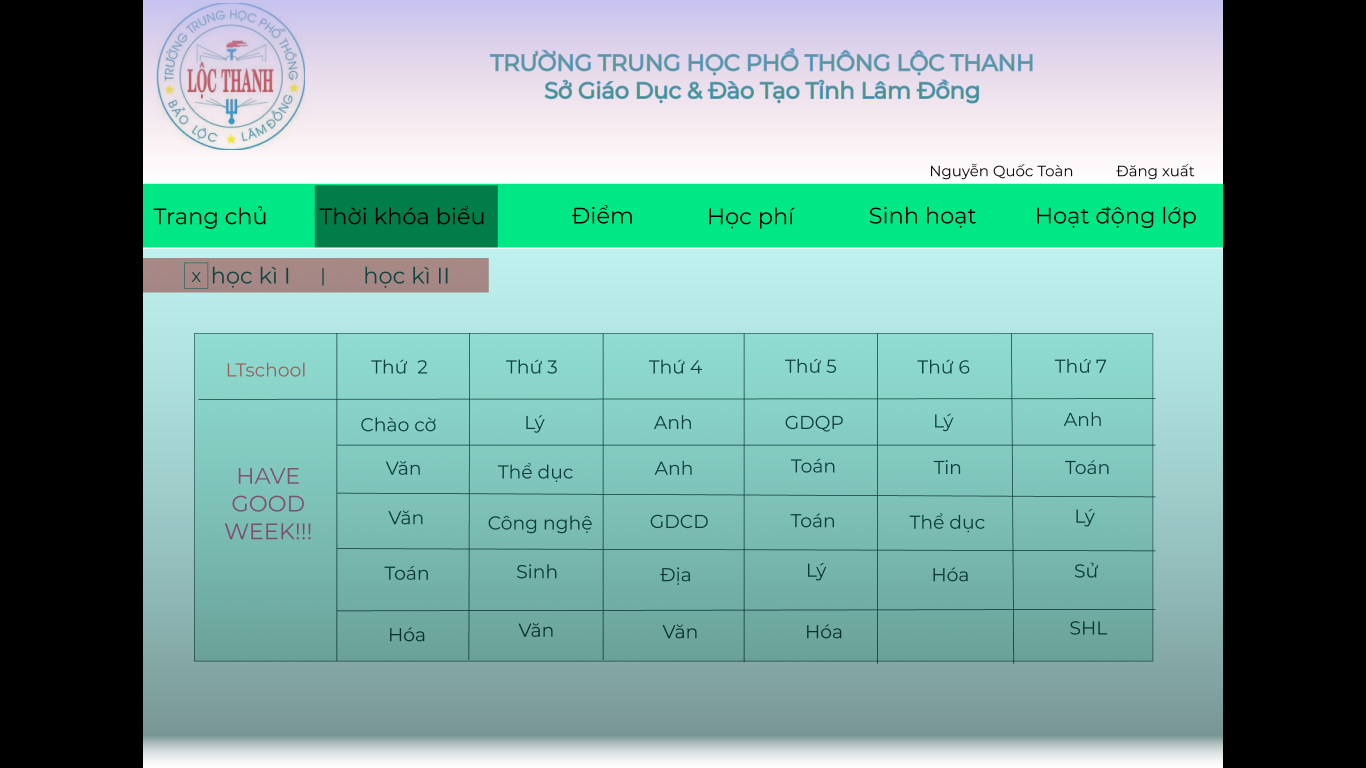 TRƯỜNG TRUNG HỌC PHỔ THÔNG
LỘC THANH
BẢO LỘC
LÂM ĐỒNG
TRƯỜNG TRUNG HỌC PHỔ THÔNG LỘC THANH
Sở Giáo Dục & Đào Tạo Tỉnh Lâm Đồng
Nguyễn Quốc Toàn Đăng xuất
Trang chủ Thời khóa biểu Điểm Học phí Sinh hoạt Hoạt động lớp
x học kì I | học kì II
LTschool Thứ 2 Thứ 3 Thứ 4 Thứ 5 Thứ 6 Thứ 7
Chào cờ Lý Anh GDQP Lý Anh
HAVE
GOOD
WEEK!!!
Văn Thể dục Anh Toán Tin Toán
Văn Công nghệ GDCD Toán Thể dục Lý
Toán Sinh Địa Lý Hóa Sử
Hóa Văn Văn Hóa SHL